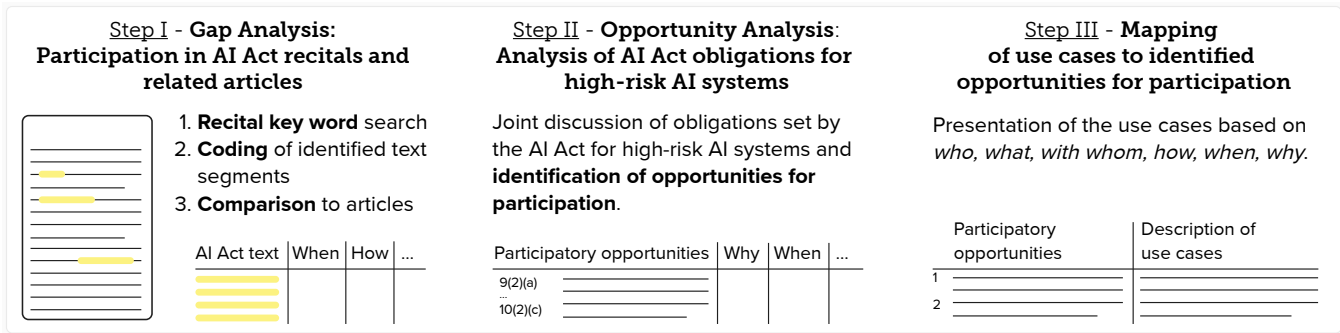 Step I - Gap Analysis:
Participation in AI Act recitals and
related articles
1. Recital key word search
2. Coding of identified text
segments
3. Comparison to articles
AI Act text When How ...
Step II - Opportunity Analysis:
Analysis of AI Act obligations for
high-risk AI systems
Joint discussion of obligations set by
the AI Act for high-risk AI systems and
identification of opportunities for
participation.
Participatory opportunities Why When ...
9(2)(a)
...
10(2)(c)
Step III - Mapping
of use cases to identified
opportunities for participation
Presentation of the use cases based on
who, what, with whom, how, when, why.
Participatory
opportunities
Description of
use cases
1
2